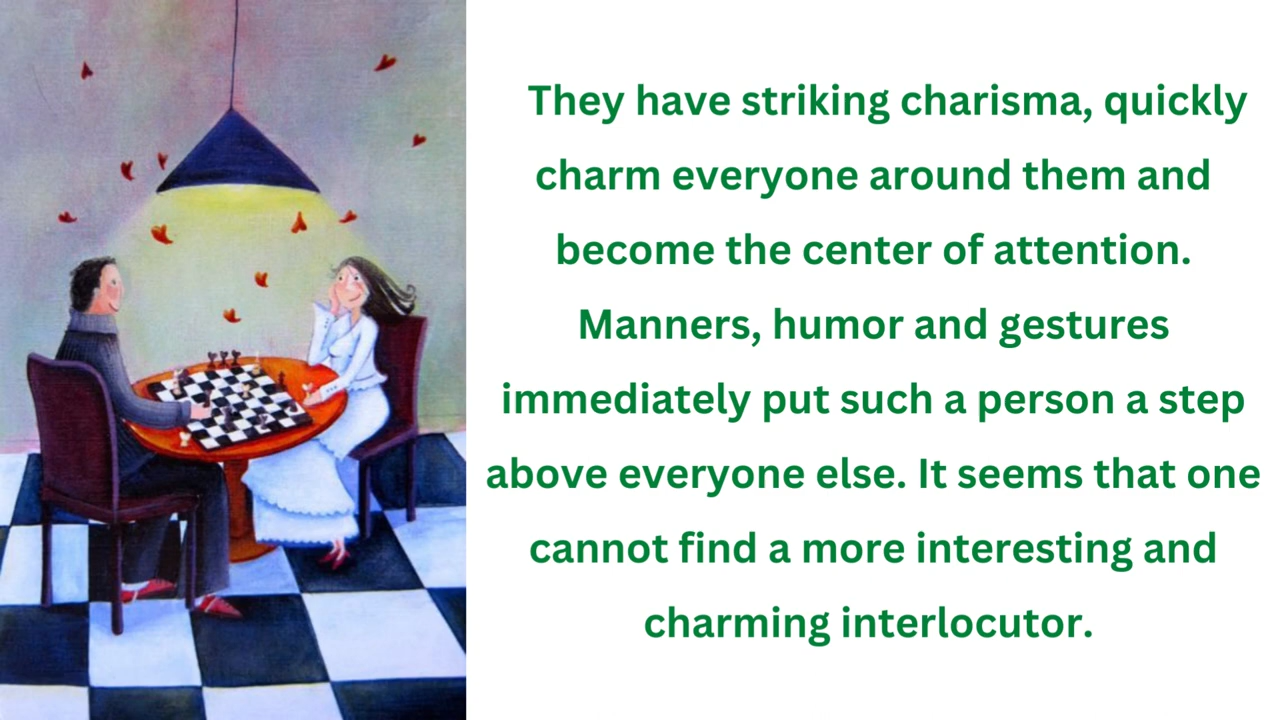 They have striking charisma, quickly
charm everyone around them and
become the center of attention.
Manners, humor and gestures
immediately put such a person a step
above everyone else. It seems that one
cannot find a more interesting and
charming interlocutor.